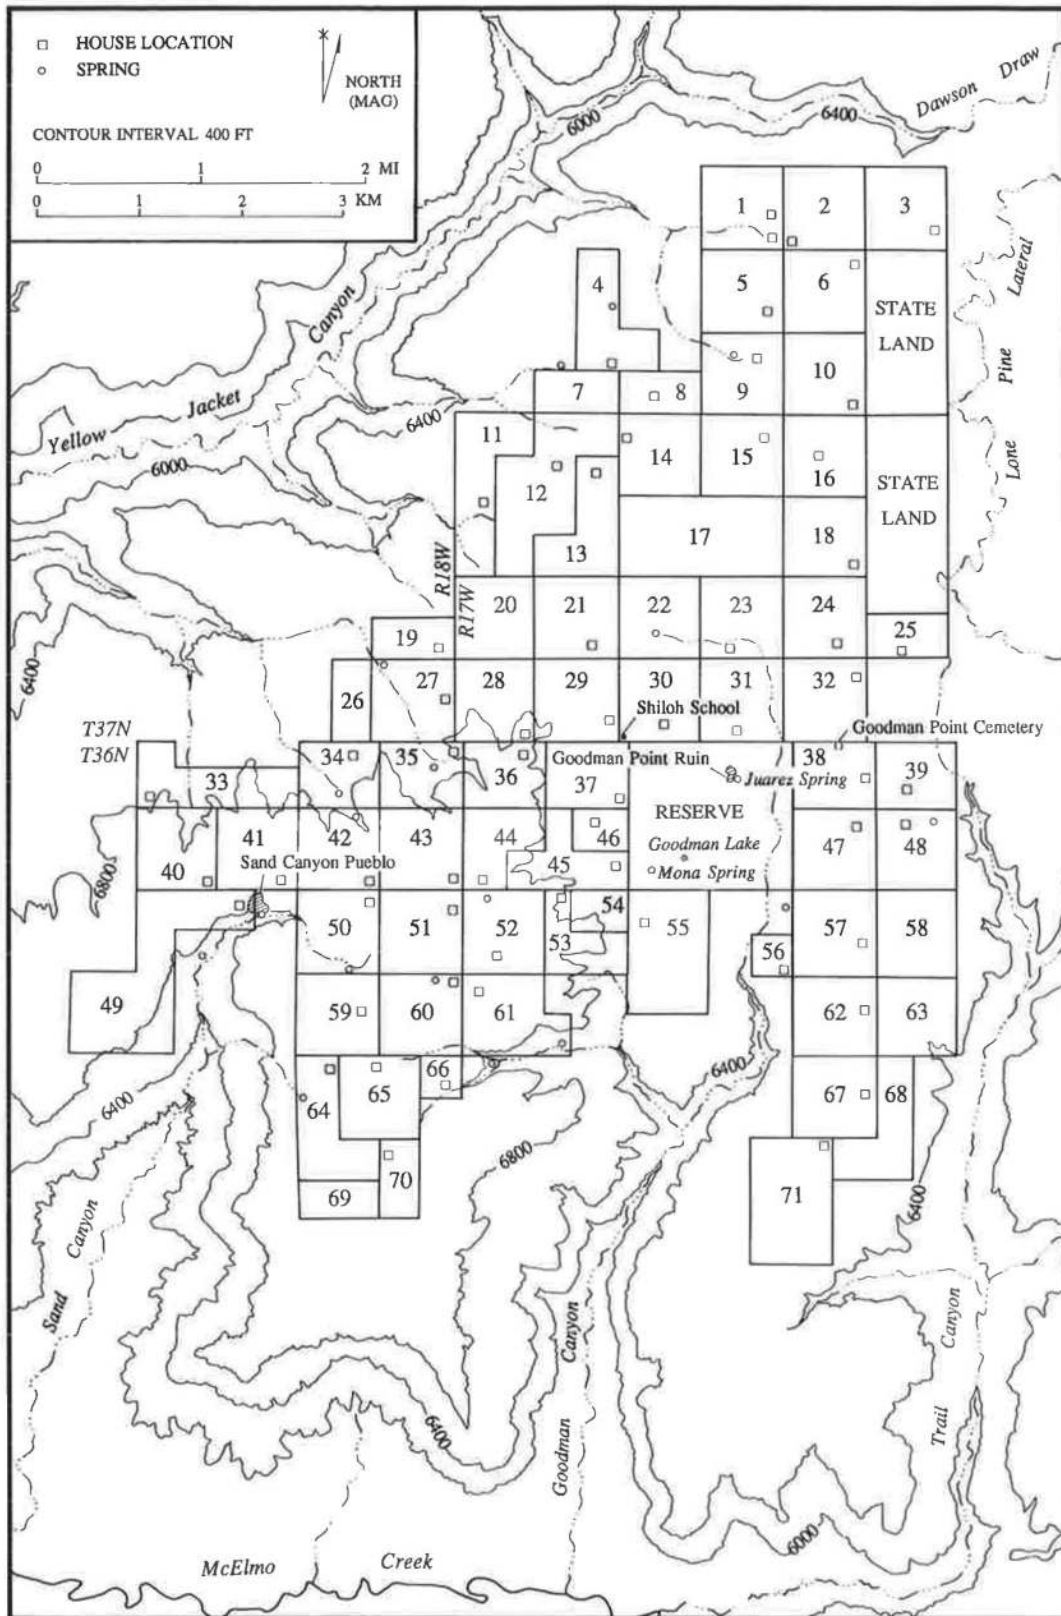 HOUSE LOCATION
SPRING
NORTH
(MAG)
CONTOUR INTERVAL 400 FT
0 1 2 MI
0 1 2 3 KM
Dawson Draw
6000
6400
1 2 3
Lateral
Pine
Lone
4
5 6
STATE
LAND
Canyon
Jacket
Yellow
9 10
7 8
6400
6000
11
14 15
16
12
STATE
LAND
17 18
13
R18W
R17W
20 21 22 23 24
25
19
6400
26 27 28 29 30 31 32
Shiloh School
T37N
T36N
Goodman Point Cemetery
33 34 35 36
Goodman Point Ruin
37
38 39
Juarez Spring
RESERVE
Goodman Lake
Mona Spring
40 41 42 43 44
45 46
47 48
6800
Sand Canyon Pueblo
49
50 51 52 53 54
55
56 57 58
59 60 61
62 63
6400
64 65 66
6400
67 68
6800
69 70
71
6400
Sand
Canyon
Goodman
Canyon
6400
Trail
Canyon
6000
McElmo Creek